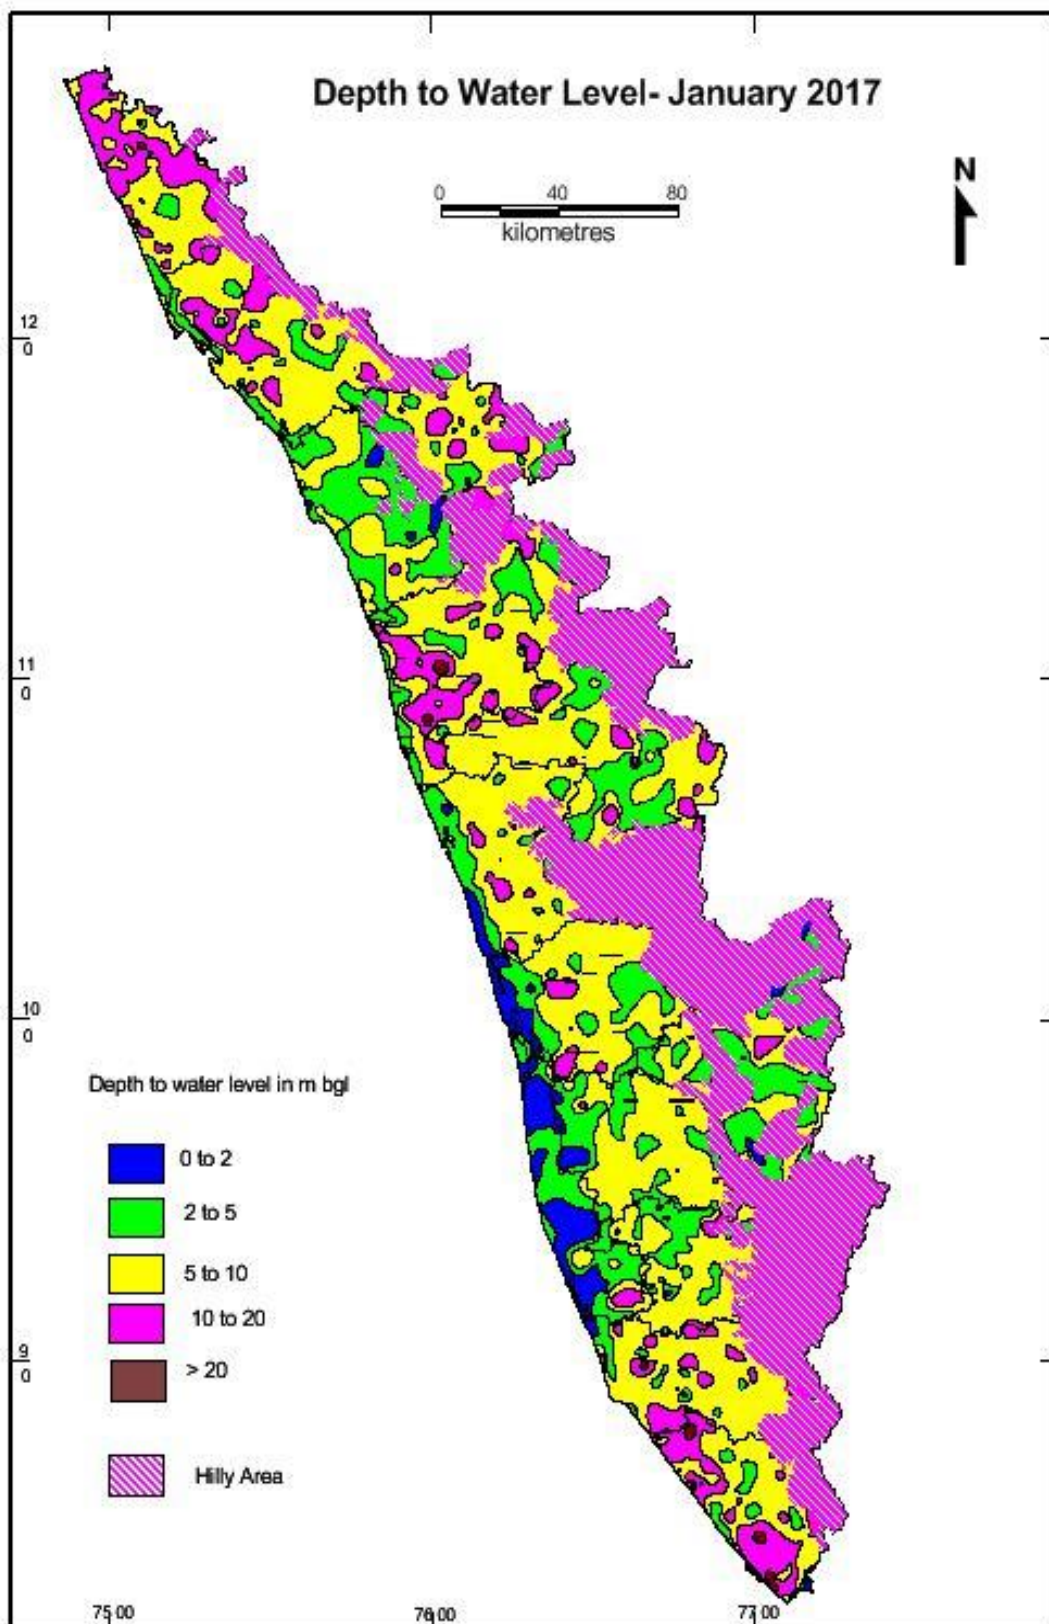 Depth to Water Level- January 2017
N
0 40 80
kilometres
12
0
11
0
10
0
9
0
Depth to water level in m bgl
0 to 2
2 to 5
5 to 10
10 to 20
> 20
Hilly Area
75 00 76 00 77 00